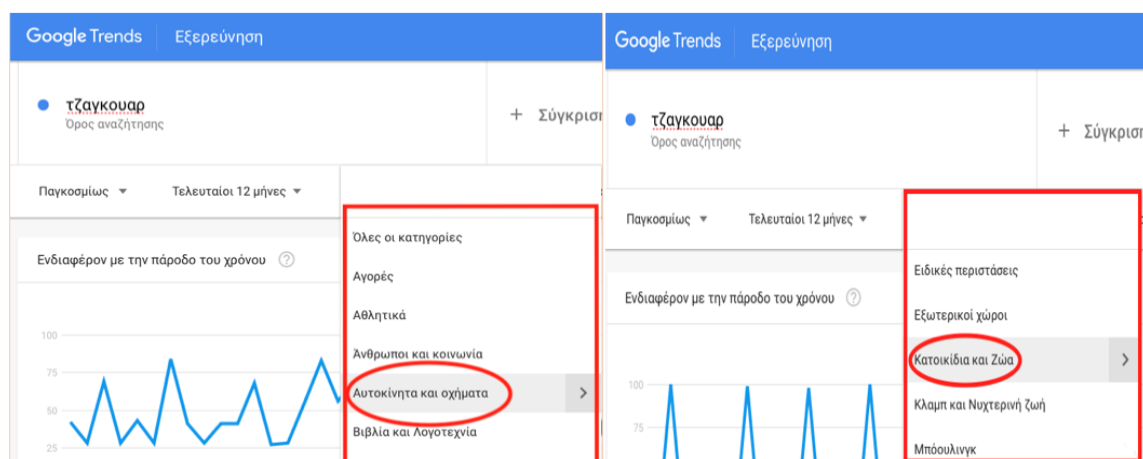 Google Trends Εξερεύνηση
τζαγκουαρ
Όρος αναζήτησης
+ Σύγκριση
Παγκοσμίως
Τελευταίοι 12 μήνες
Όλες οι κατηγορίες
Ενδιαφέρον με την πάροδο του χρόνου ?
Αγορές
Αθλητικά
Άνθρωποι και κοινωνία
Αυτοκίνητα και οχήματα >
Βιβλία και Λογοτεχνία
100
75
50
25
Google Trends Εξερεύνηση
τζαγκουαρ
Όρος αναζήτησης
+ Σύγκρισ
Παγκοσμίως
Τελευταίοι 12 μήνες
Ειδικές περιστάσεις
Ενδιαφέρον με την πάροδο του χρόνου ?
Εξωτερικοί χώροι
Κατοικίδια και Ζώα >
Κλαμπ και Νυχτερινή ζωή
Μπόουλινγκ
100
75